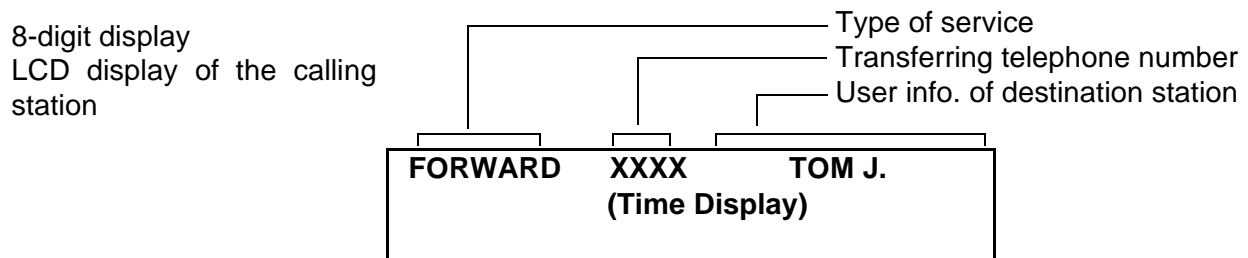 8-digit display
LCD display of the calling
station
Type of service
Transferring telephone number
User info. of destination station
FORWARD XXXX TOM J.
(Time Display)